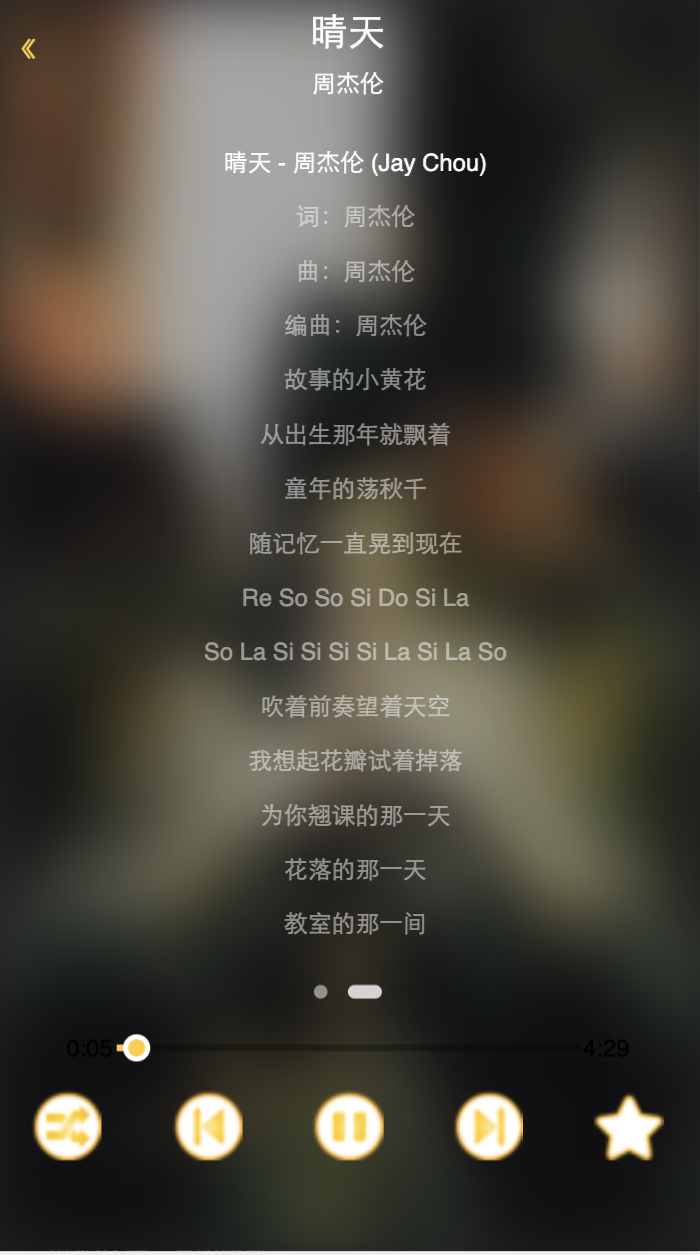 晴天
周杰伦
晴天 - 周杰伦 (Jay Chou)
词：周杰伦
曲：周杰伦
编曲：周杰伦
故事的小黄花
从出生那年就飘着
童年的荡秋千
随记忆一直晃到现在
Re So So Si Do Si La
So La Si Si Si Si La Si La So
吹着前奏望着天空
我想起花瓣试着掉落
为你翘课的那一天
花落的那一天
教室的那一间
0:05 4:29